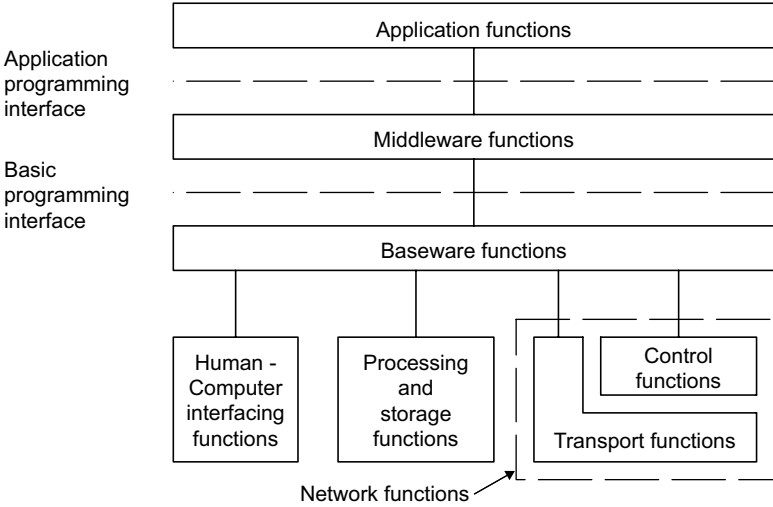 Application functions
Application
programming
interface
Middleware functions
Basic
programming
interface
Baseware functions
Human -
Computer
interfacing
functions
Processing
and
storage
functions
Control
functions
Transport functions
Network functions